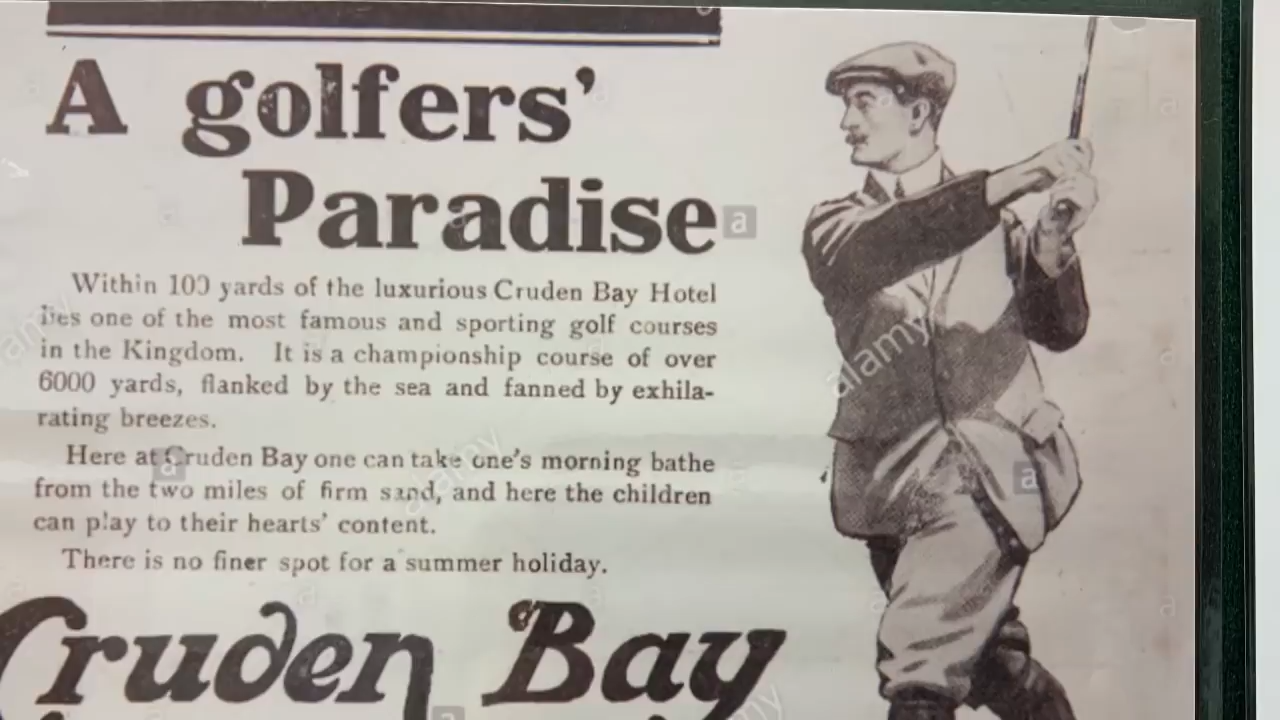 A golfers'
Paradise
Within 100 yards of the luxurious Cruden Bay Hotel
lies one of the most famous and sporting golf courses
in the Kingdom. It is a championship course of over
6000 yards, flanked by the sea and fanned by exhila-
rating breezes.
Here at Cruden Bay one can take one's morning bathe
from the two miles of firm sand, and here the children
can play to their hearts' content.
There is no finer spot for a summer holiday.
Cruden Bay
alamy
a